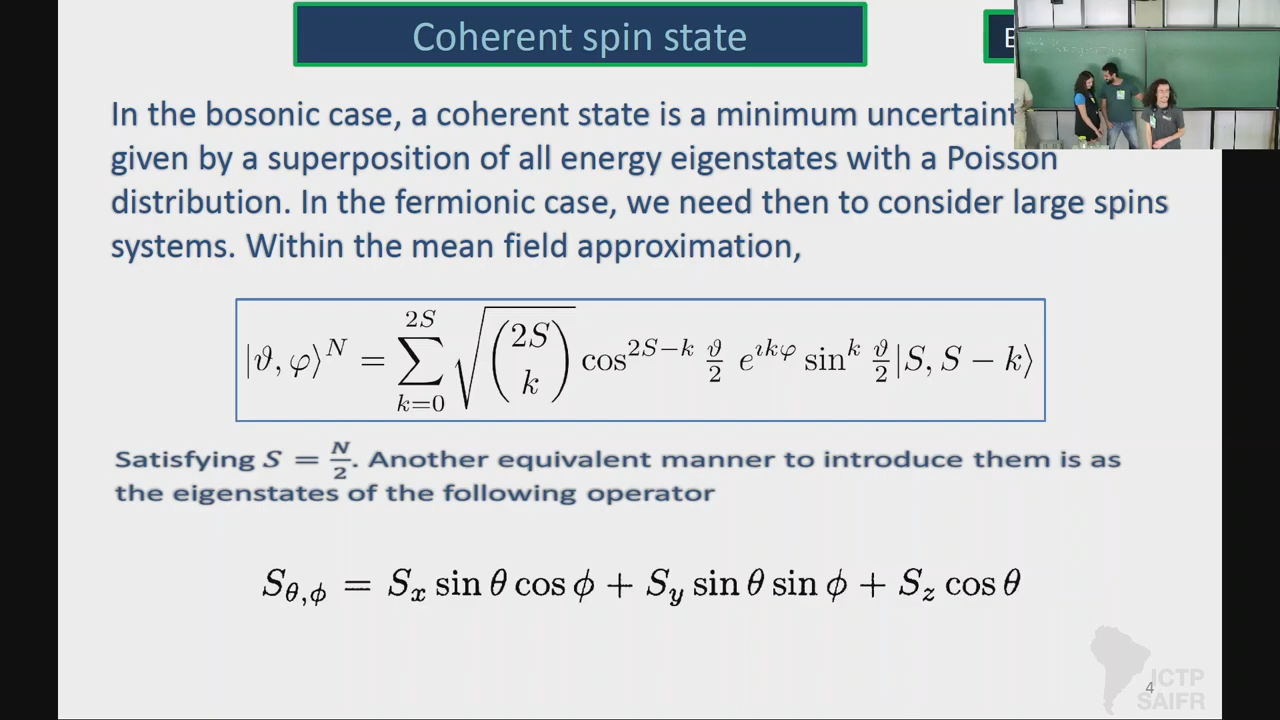 Coherent spin state
In the bosonic case, a coherent state is a minimum
given by a superposition of all energy eigenstates with a Poisson
distribution. In the fermionic case, we need then to consider large spins
systems. Within the mean field approximation,
|ϑ, φ⟩^N = ∑_{k=0}^{2S} √\binom{2S}{k} cos^{2S−k} ϑ/2 e^{ıkφ} sin^k ϑ/2 |S, S − k⟩
Satisfying S = N/2. Another equivalent manner to introduce them is as
the eigenstates of the following operator
S_{θ,ϕ} = S_x sin θ cos ϕ + S_y sin θ sin ϕ + S_z cos θ
4
ICTP
SAIFR